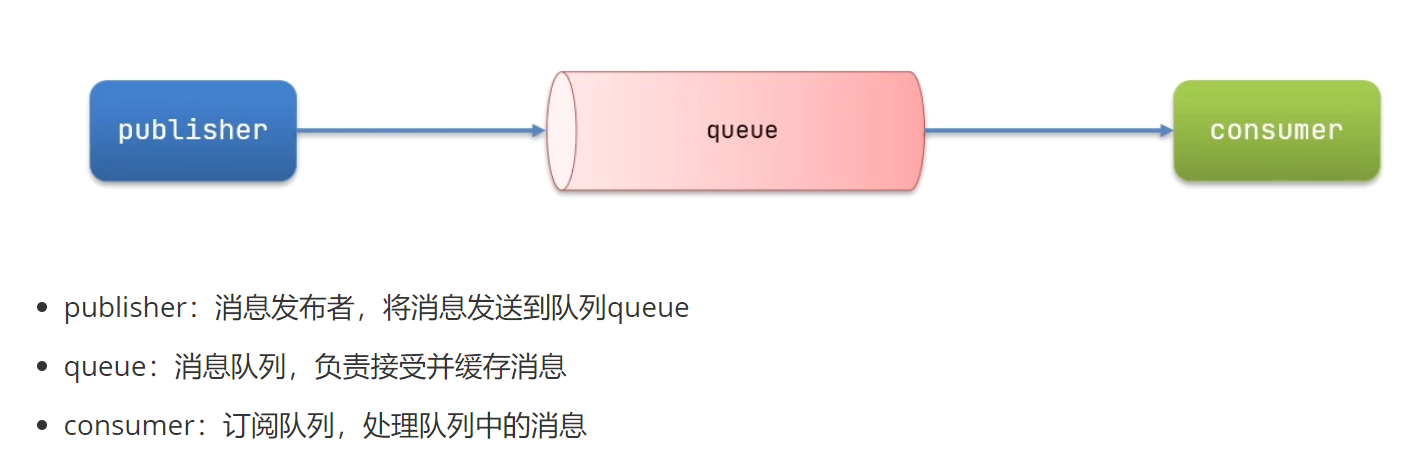 publisher
queue
consumer
publisher：消息发布者，将消息发送到队列queue
queue：消息队列，负责接受并缓存消息
consumer：订阅队列，处理队列中的消息